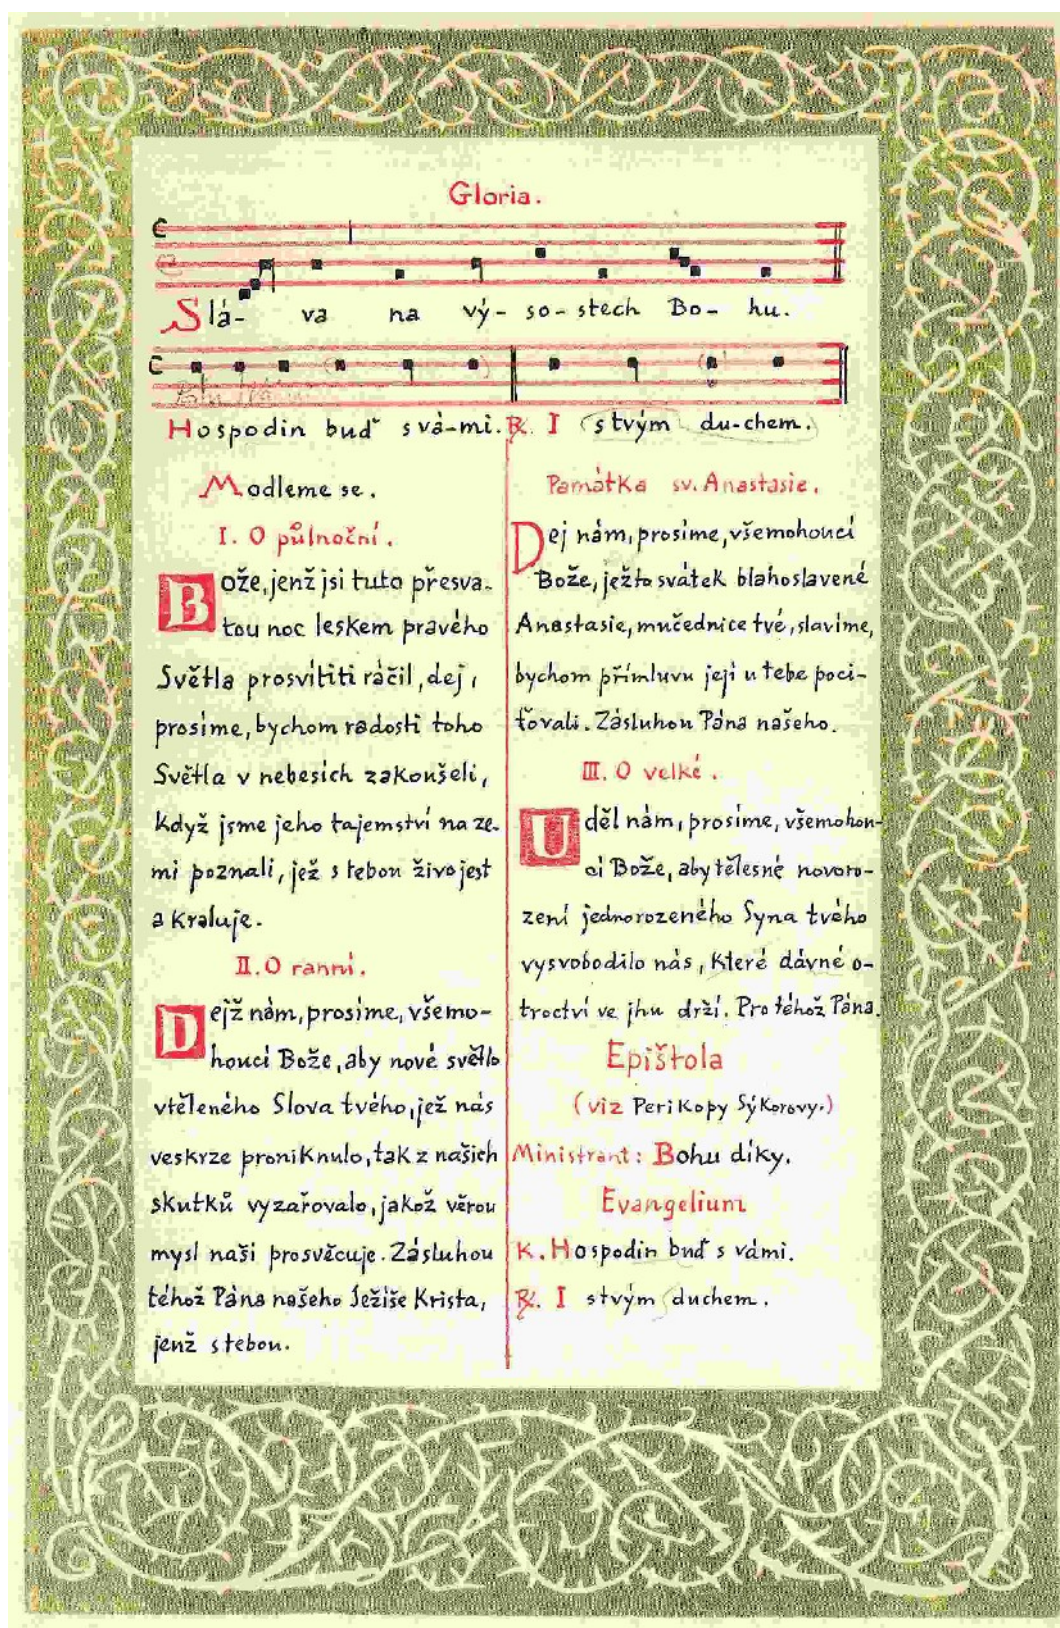 Gloria.
Slá- va na vý- so- stech Bo- hu.
Hospodin buď s vá-mi. ℟. I s tvým du-chem.
Modleme se.
I. O půlnoční.
Bože, jenž jsi tuto přesva-
tou noc leskem pravého
Světla prosvítiti ráčil, dej,
prosíme, bychom radosti toho
Světla v nebesích zakoušeli,
když jsme jeho tajemství na ze-
mi poznali, jež s tebou živ jest
a kraluje.
II. O ranní.
Dejž nám, prosíme, všemo-
houcí Bože, aby nové světlo
vtěleného Slova tvého, jež nás
veskrze proniknulo, tak z našich
skutků vyzařovalo, jakož věrou
mysl naši prosvěcuje. Zásluhou
téhož Pána našeho Ježíše Krista,
jenž s tebou.
Památka sv. Anastasie.
Dej nám, prosíme, všemohoucí
Bože, ježto svátek blahoslavené
Anastasie, mučednice tvé, slavíme,
bychom přímluvu její u tebe poci-
ťovali. Zásluhou Pána našeho.
III. O velké.
Uděl nám, prosíme, všemohou-
cí Bože, aby tělesné novoro-
zení jednorozeného Syna tvého
vysvobodilo nás, které dávné o-
troctví ve jhu drží. Pro téhož Pána.
Epištola
(viz Perikopy Sýkorovy.)
Ministrant: Bohu díky.
Evangelium
K. Hospodin buď s vámi.
℟. I s tvým duchem.